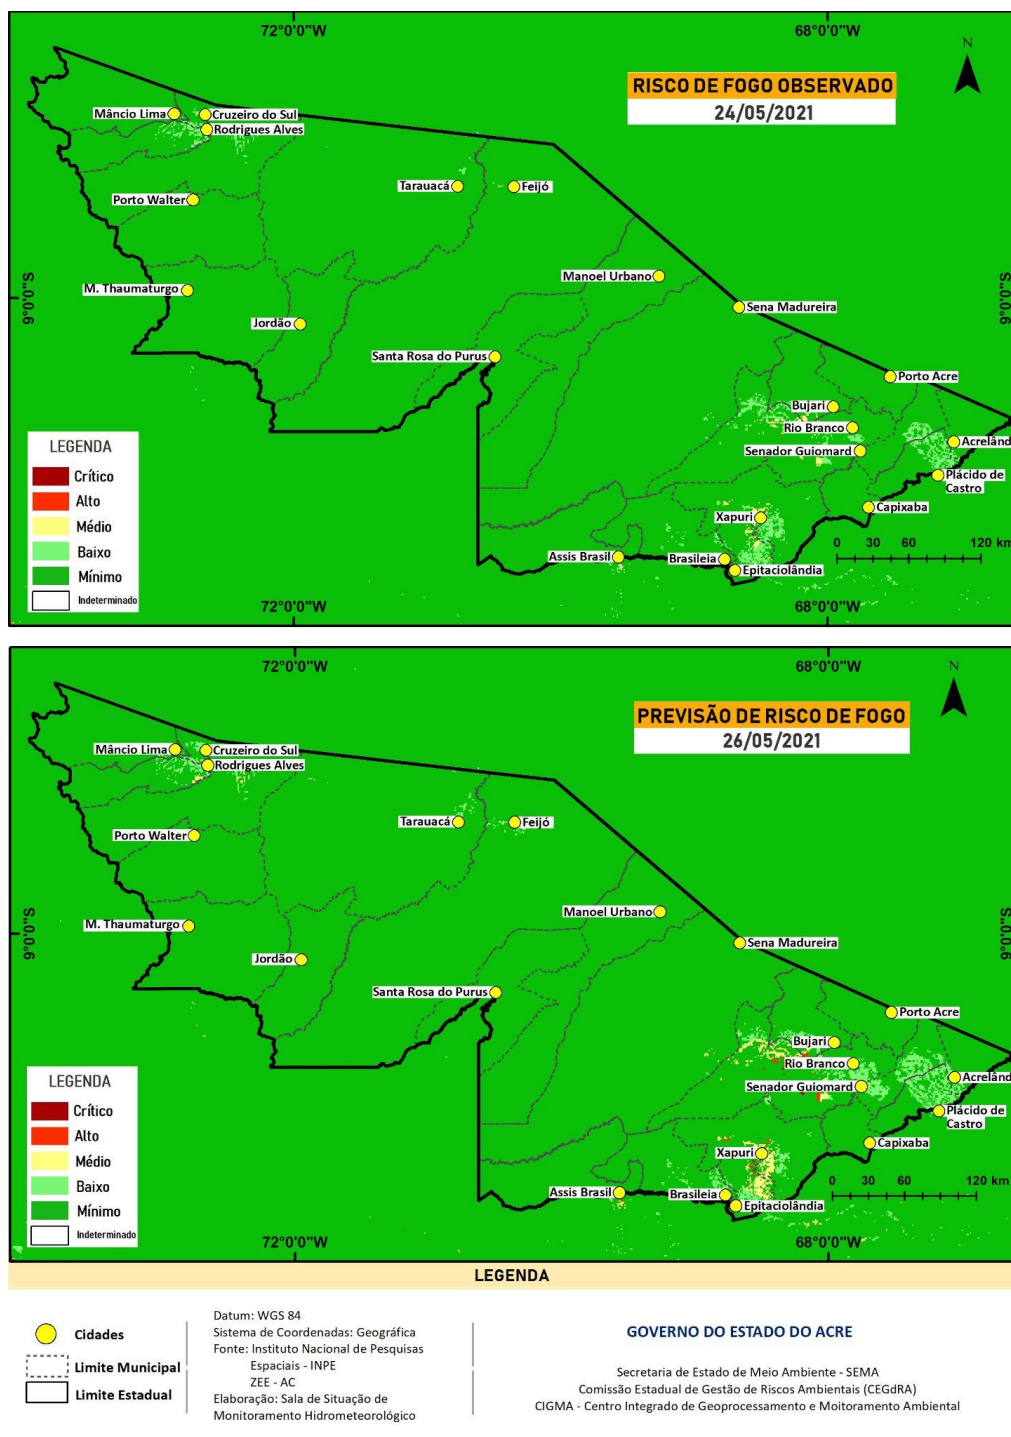 72°0'0"W
68°0'0"W
N
RISCO DE FOGO OBSERVADO
24/05/2021
Mâncio Lima
Cruzeiro do Sul
Rodrigues Alves
Tarauacá
Feijó
Porto Walter
Manoel Urbano
9°0'0"S
9°0'0"S
M. Thaumaturgo
Sena Madureira
Jordão
Santa Rosa do Purus
Porto Acre
Bujari
Rio Branco
Acrelând
Senador Guiomard
Plácido de
Castro
Capixaba
Xapuri
0 30 60 120 km
Assis Brasil
Brasileia
Epitaciolândia
LEGENDA
Crítico
Alto
Médio
Baixo
Mínimo
Indeterminado
72°0'0"W
68°0'0"W
72°0'0"W
68°0'0"W
N
PREVISÃO DE RISCO DE FOGO
26/05/2021
Mâncio Lima
Cruzeiro do Sul
Rodrigues Alves
Tarauacá
Feijó
Porto Walter
Manoel Urbano
9°0'0"S
9°0'0"S
M. Thaumaturgo
Sena Madureira
Jordão
Santa Rosa do Purus
Porto Acre
Bujari
Rio Branco
Acrelând
Senador Guiomard
Plácido de
Castro
Capixaba
Xapuri
0 30 60 120 km
Assis Brasil
Brasileia
Epitaciolândia
LEGENDA
Crítico
Alto
Médio
Baixo
Mínimo
Indeterminado
72°0'0"W
68°0'0"W
LEGENDA
Cidades
Limite Municipal
Limite Estadual
Datum: WGS 84
Sistema de Coordenadas: Geográfica
Fonte: Instituto Nacional de Pesquisas
Espaciais - INPE
ZEE - AC
Elaboração: Sala de Situação de
Monitoramento Hidrometeorológico
GOVERNO DO ESTADO DO ACRE
Secretaria de Estado de Meio Ambiente - SEMA
Comissão Estadual de Gestão de Riscos Ambientais (CEGdRA)
CIGMA - Centro Integrado de Geoprocessamento e Moitoramento Ambiental